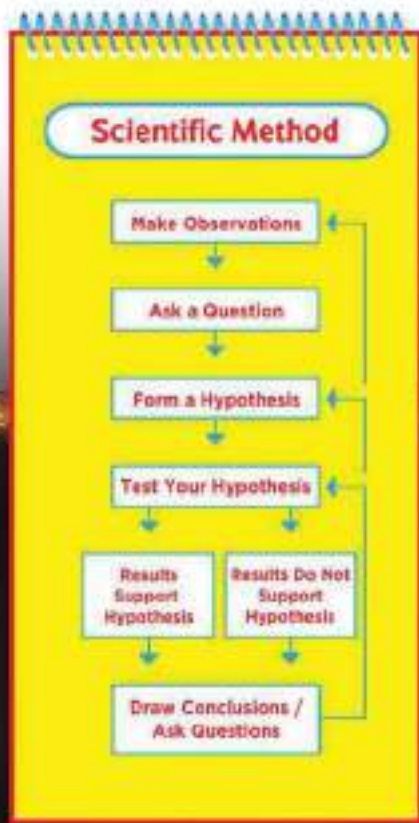 Scientific Method
Make Observations
Ask a Question
Form a Hypothesis
Test Your Hypothesis
Results
Support
Hypothesis
Results Do Not
Support
Hypothesis
Draw Conclusions /
Ask Questions